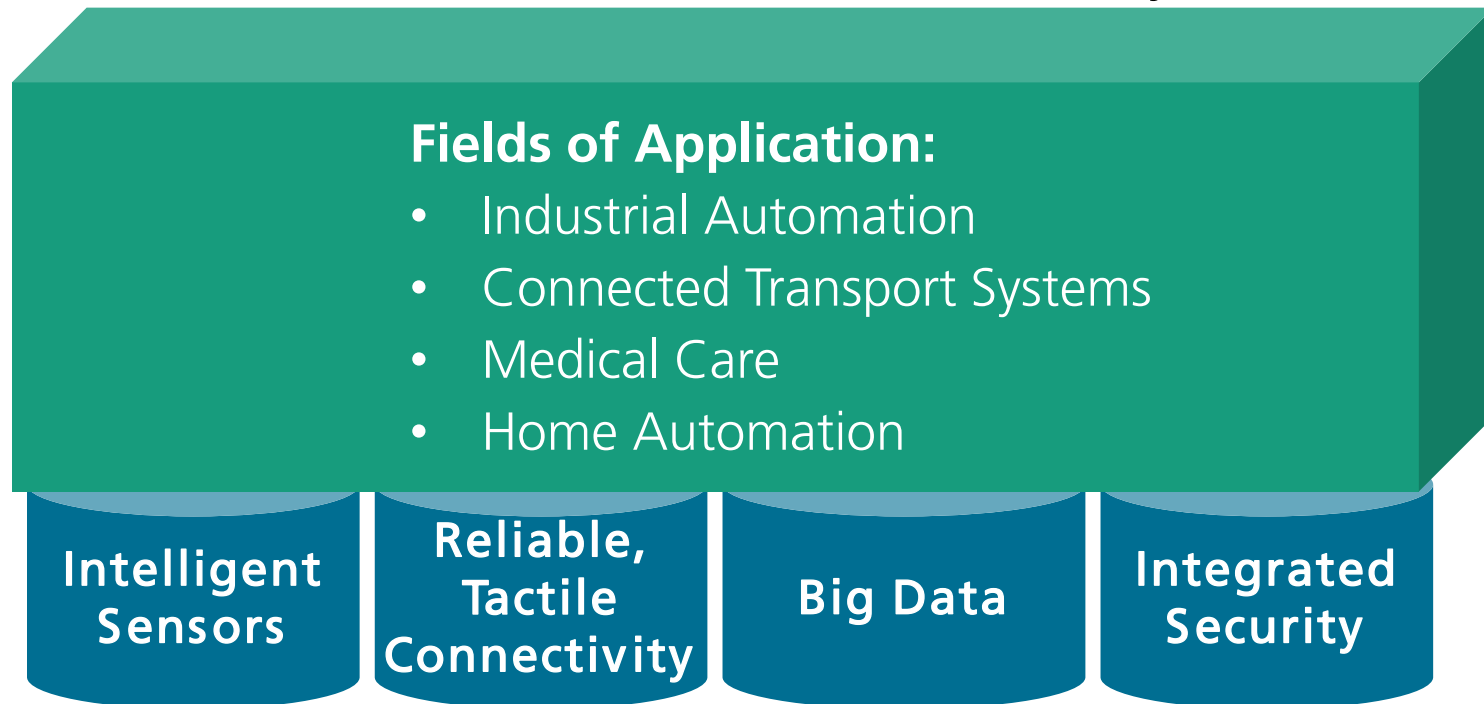 Fields of Application:
• Industrial Automation
• Connected Transport Systems
• Medical Care
• Home Automation
Intelligent
Sensors
Reliable,
Tactile
Connectivity
Big Data
Integrated
Security